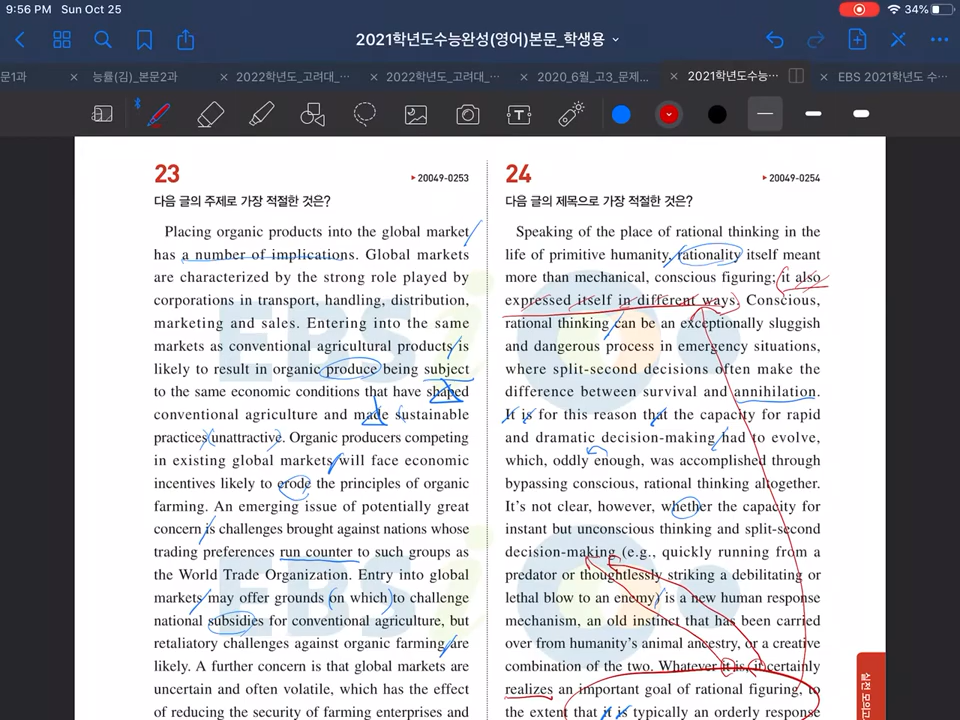 9:56 PM Sun Oct 25
34%
2021학년도수능완성(영어)본문_학생용
문1과
능률(김)_본문2과
2022학년도_고려대_…
2022학년도_고려대_…
2020_6월_고3_문제…
2021학년도수능…
EBS 2021학년도 수…
23
▸20049-0253
다음 글의 주제로 가장 적절한 것은?
Placing organic products into the global market
has a number of implications. Global markets
are characterized by the strong role played by
corporations in transport, handling, distribution,
marketing and sales. Entering into the same
markets as conventional agricultural products is
likely to result in organic produce being subject
to the same economic conditions that have shaped
conventional agriculture and made sustainable
practices unattractive. Organic producers competing
in existing global markets will face economic
incentives likely to erode the principles of organic
farming. An emerging issue of potentially great
concern is challenges brought against nations whose
trading preferences run counter to such groups as
the World Trade Organization. Entry into global
markets may offer grounds on which to challenge
national subsidies for conventional agriculture, but
retaliatory challenges against organic farming are
likely. A further concern is that global markets are
uncertain and often volatile, which has the effect
of reducing the security of farming enterprises and
24
▸20049-0254
다음 글의 제목으로 가장 적절한 것은?
Speaking of the place of rational thinking in the
life of primitive humanity, rationality itself meant
more than mechanical, conscious figuring; it also
expressed itself in different ways. Conscious,
rational thinking can be an exceptionally sluggish
and dangerous process in emergency situations,
where split-second decisions often make the
difference between survival and annihilation.
It is for this reason that the capacity for rapid
and dramatic decision-making had to evolve,
which, oddly enough, was accomplished through
bypassing conscious, rational thinking altogether.
It's not clear, however, whether the capacity for
instant but unconscious thinking and split-second
decision-making (e.g., quickly running from a
predator or thoughtlessly striking a debilitating or
lethal blow to an enemy) is a new human response
mechanism, an old instinct that has been carried
over from humanity's animal ancestry, or a creative
combination of the two. Whatever it is, it certainly
realizes an important goal of rational figuring, to
the extent that it is typically an orderly response
실전 모의고
EBSi
EBSi